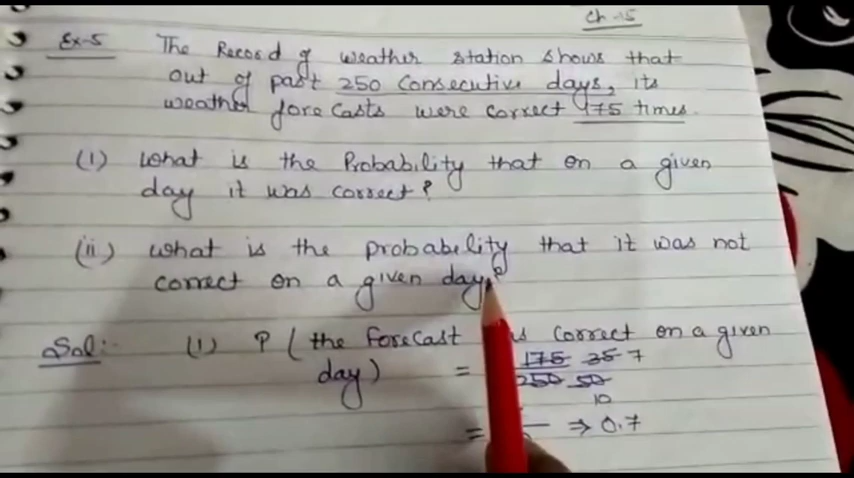 Ch-15
Ex-5 The Record of weather station shows that
out of past 250 consecutive days, its
weather forecasts were correct 175 times.
(i) what is the Probability that on a given
day it was correct?
(ii) what is the probability that it was not
correct on a given day?
Sol:- (i) P ( the forecast correct on a given
day) = 175 35 7
250 50
10
= ⇒ 0.7